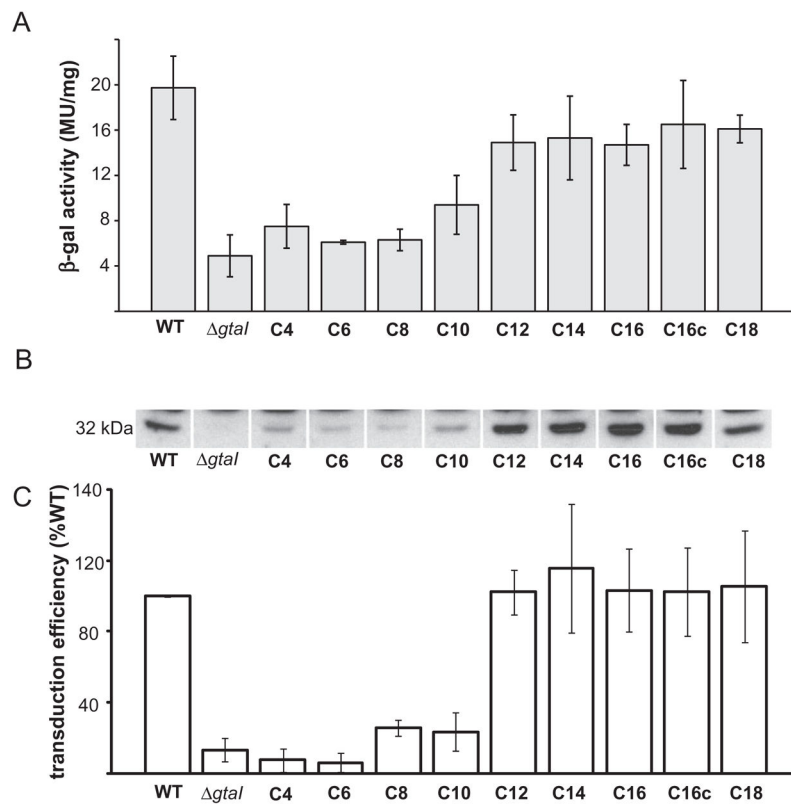 A
β-gal activity (MU/mg)
20
16
12
8
4
WT ΔgtaI C4 C6 C8 C10 C12 C14 C16 C16c C18
B
32 kDa
WT ΔgtaI C4 C6 C8 C10 C12 C14 C16 C16c C18
C
transduction efficiency (%WT)
140
120
80
40
WT ΔgtaI C4 C6 C8 C10 C12 C14 C16 C16c C18